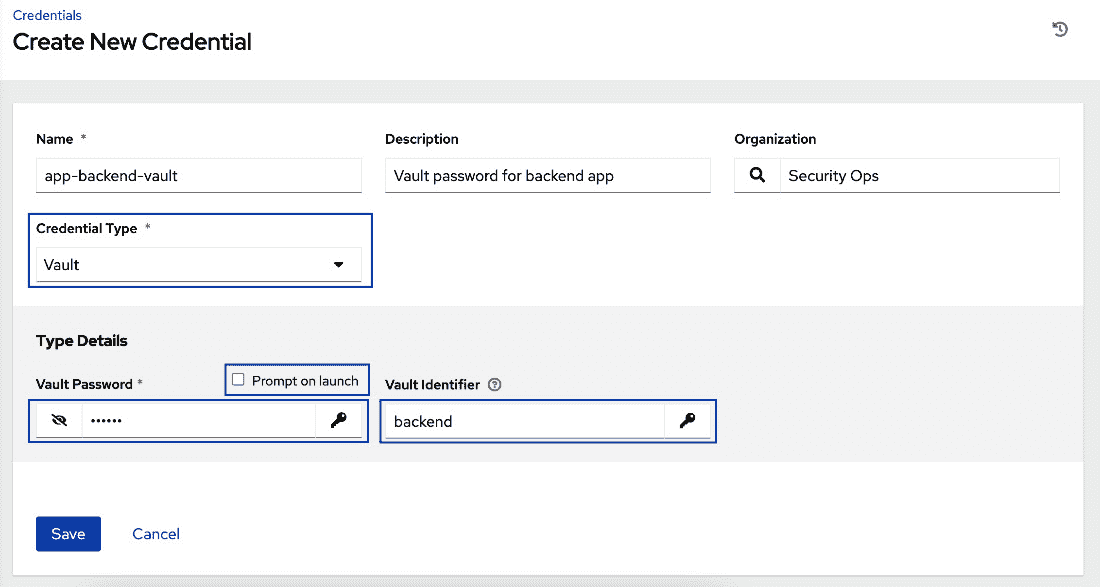 Credentials
Create New Credential
Name *
Description
Organization
app-backend-vault
Vault password for backend app
Security Ops
Credential Type *
Vault
Type Details
Vault Password *
Prompt on launch
Vault Identifier
••••••
backend
Save
Cancel